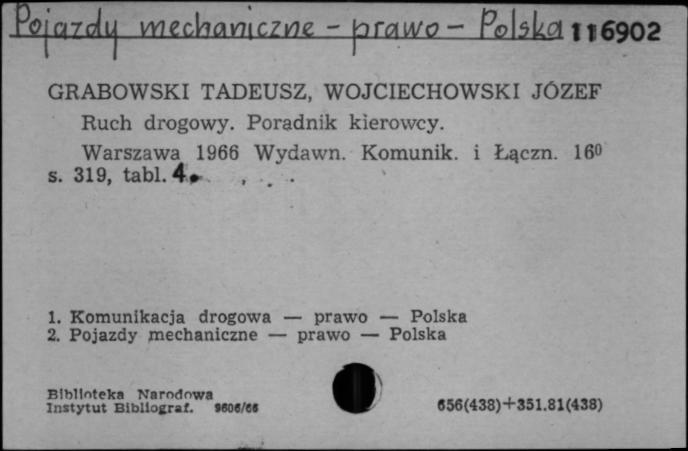 Pojazdy mechaniczne - prawo - Polska 116902
GRABOWSKI TADEUSZ, WOJCIECHOWSKI JÓZEF
Ruch drogowy. Poradnik kierowcy.
Warszawa 1966 Wydawn. Komunik. i Łączn. 16⁰
s. 319, tabl. 4.
1. Komunikacja drogowa — prawo — Polska
2. Pojazdy mechaniczne — prawo — Polska
Biblioteka Narodowa
Instytut Bibliograf. 9606/66
656(438)+351.81(438)